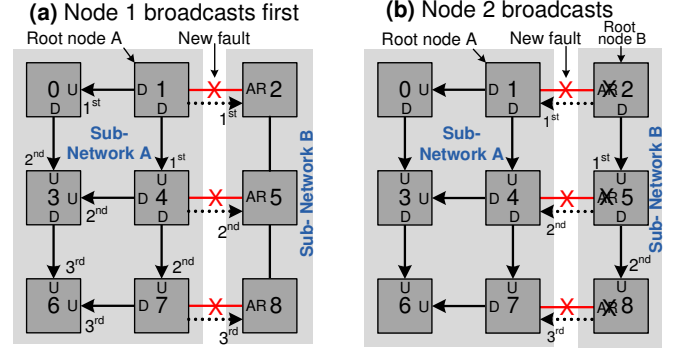 (a) Node 1 broadcasts first
Root node A
New fault
0 U
D
1st
D 1
AR 2
1st
Sub-
Network A
2nd
1st
U
3 U
D
2nd
U
D 4
D
AR 5
2nd
3rd
2nd
U
6 U
3rd
U
D 7
AR 8
3rd
Sub- Network B
(b) Node 2 broadcasts
Root node A
New fault
Root
node B
0 U
D
D 1
D
1st
AR X 2
D
Sub-
Network A
1st
U
3 U
D
U
D 4
D
2nd
U
AR X 5
D
2nd
U
6 U
U
D 7
3rd
U
AR X 8
Sub- Network B